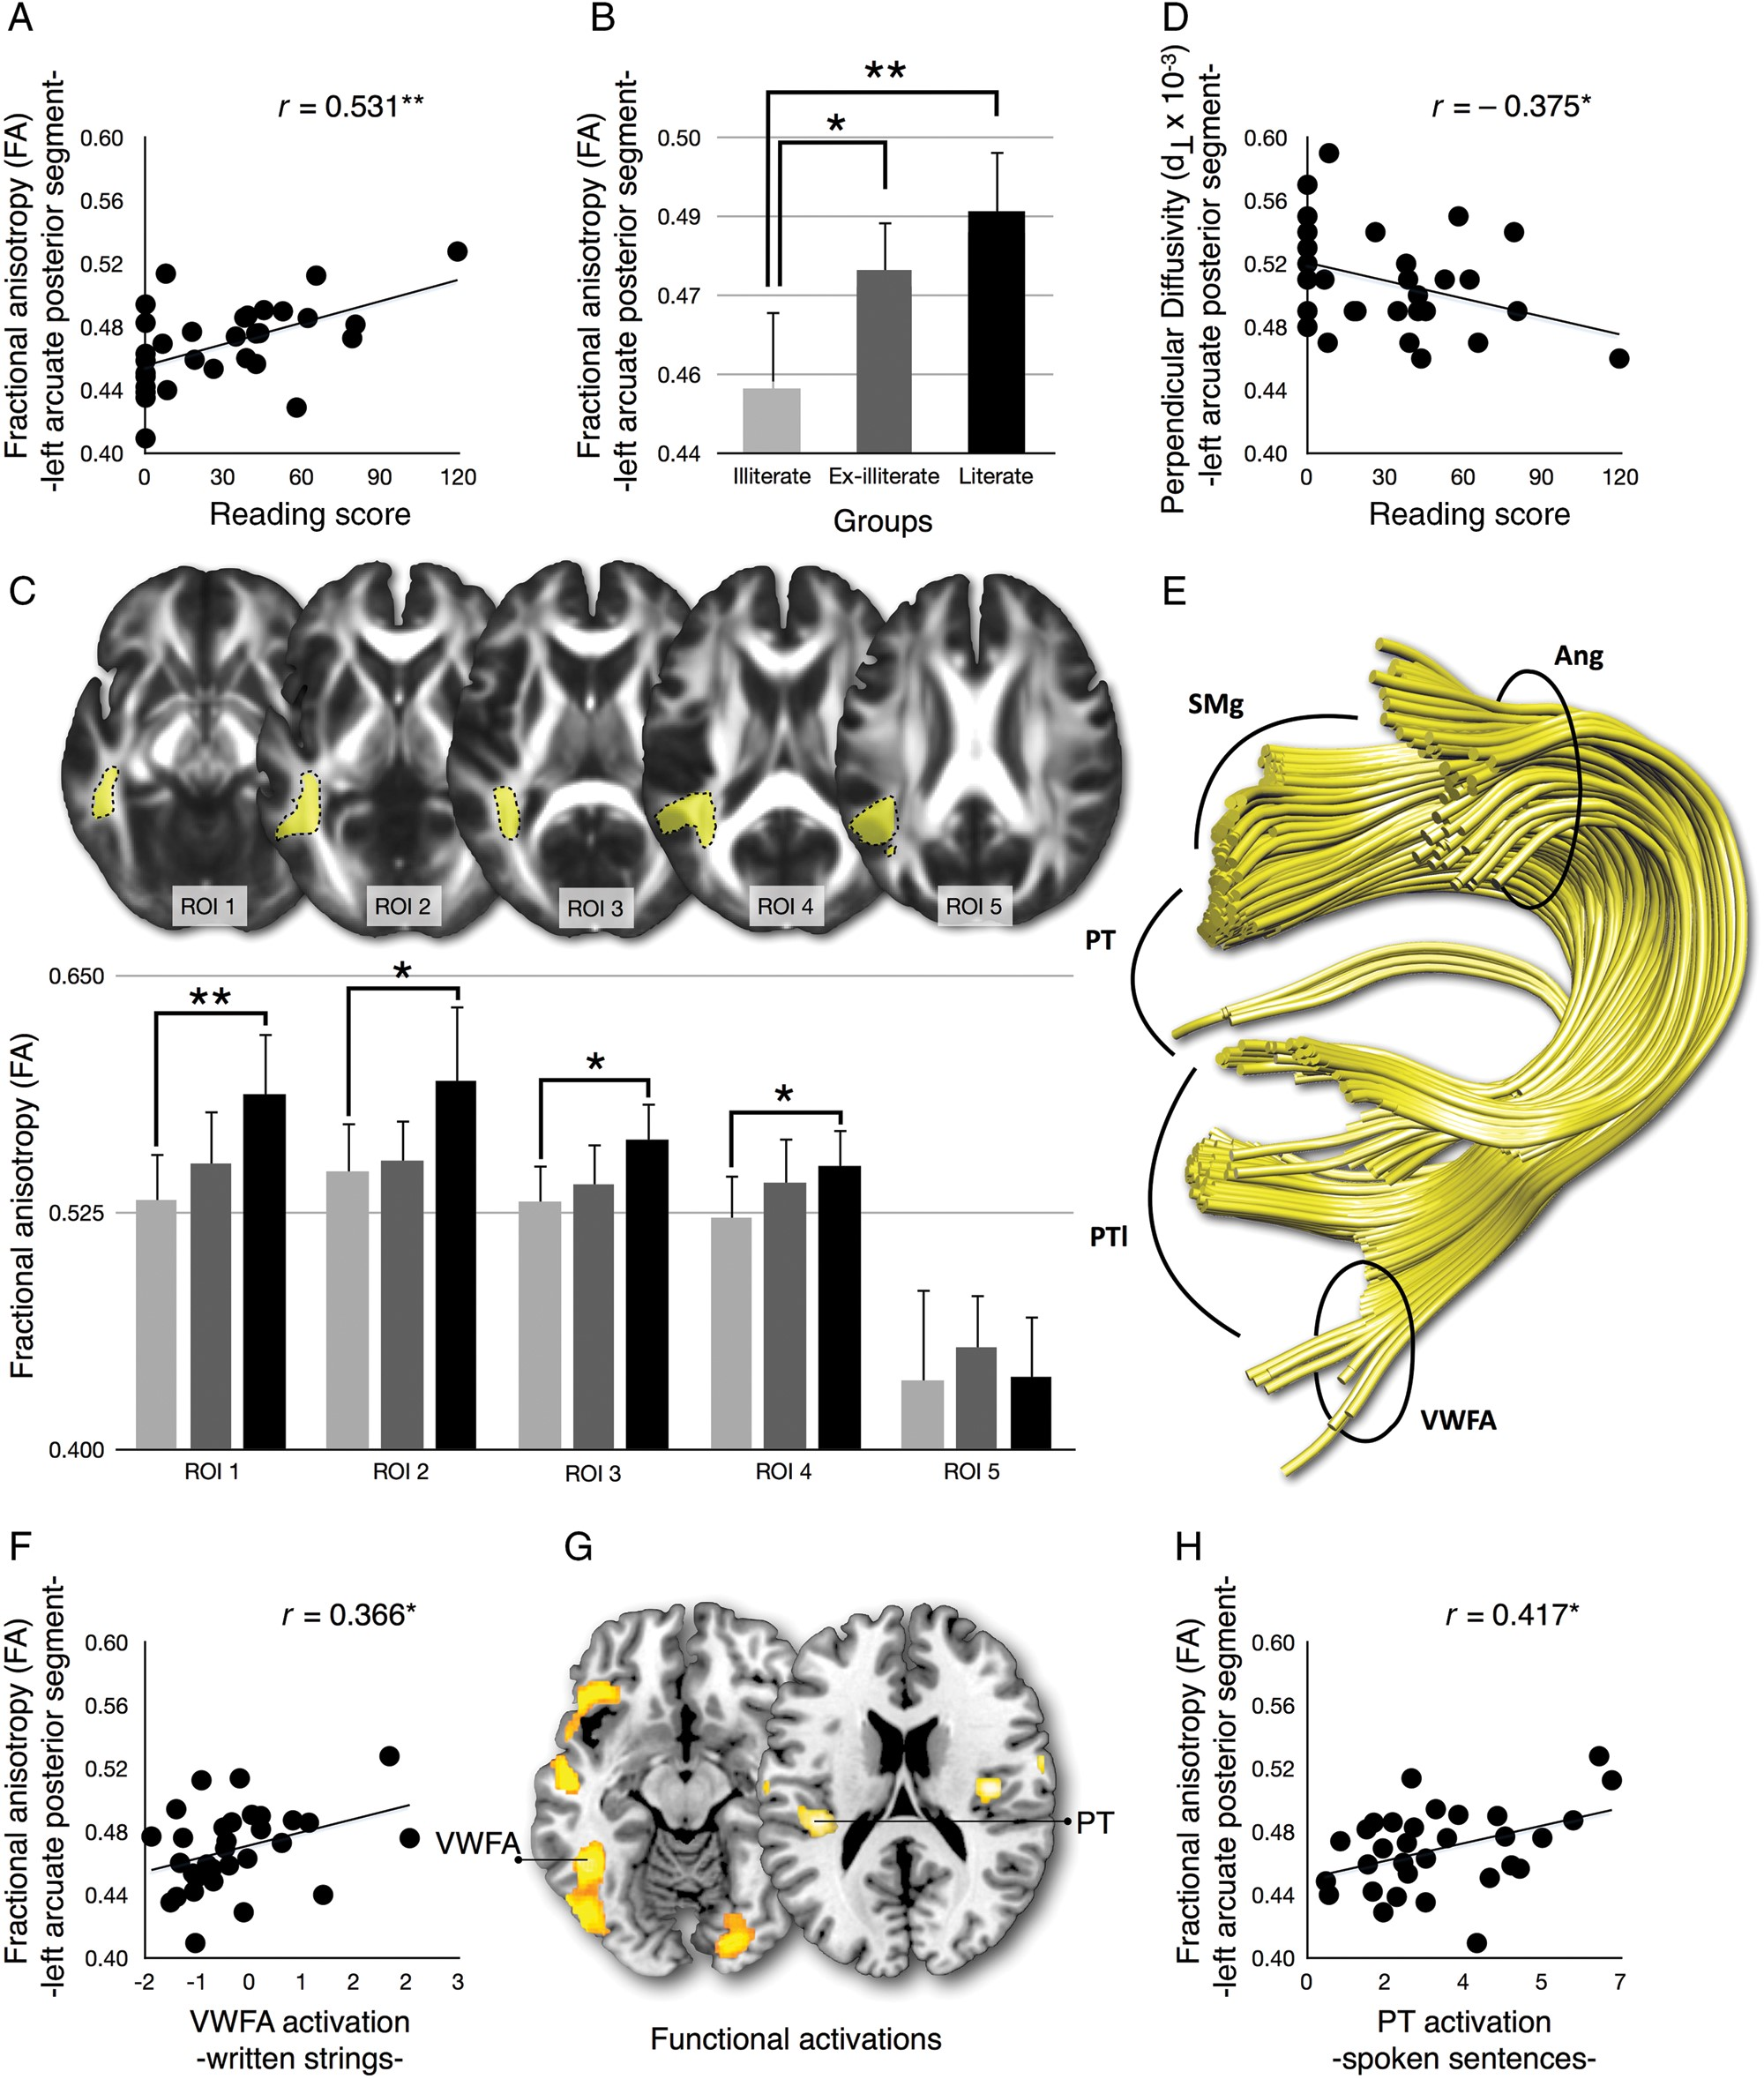 A
Fractional anisotropy (FA)
-left arcuate posterior segment-
r = 0.531**
0.60
0.56
0.52
0.48
0.44
0.40
0 30 60 90 120
Reading score
B
Fractional anisotropy (FA)
-left arcuate posterior segment-
**
*
0.50
0.49
0.47
0.46
0.44
Illiterate Ex-illiterate Literate
Groups
D
Perpendicular Diffusivity (d⊥ x 10-3)
-left arcuate posterior segment-
r = – 0.375*
0.60
0.56
0.52
0.48
0.44
0.40
0 30 60 90 120
Reading score
C
ROI 1 ROI 2 ROI 3 ROI 4 ROI 5
Fractional anisotropy (FA)
0.650
0.525
0.400
** * * *
ROI 1 ROI 2 ROI 3 ROI 4 ROI 5
E
Ang
SMg
PT
PTl
VWFA
F
Fractional anisotropy (FA)
-left arcuate posterior segment-
r = 0.366*
0.60
0.56
0.52
0.48
0.44
0.40
-2 -1 0 1 2 2 3
VWFA activation
-written strings-
G
VWFA
PT
Functional activations
H
Fractional anisotropy (FA)
-left arcuate posterior segment-
r = 0.417*
0.60
0.56
0.52
0.48
0.44
0.40
0 2 4 5 7
PT activation
-spoken sentences-